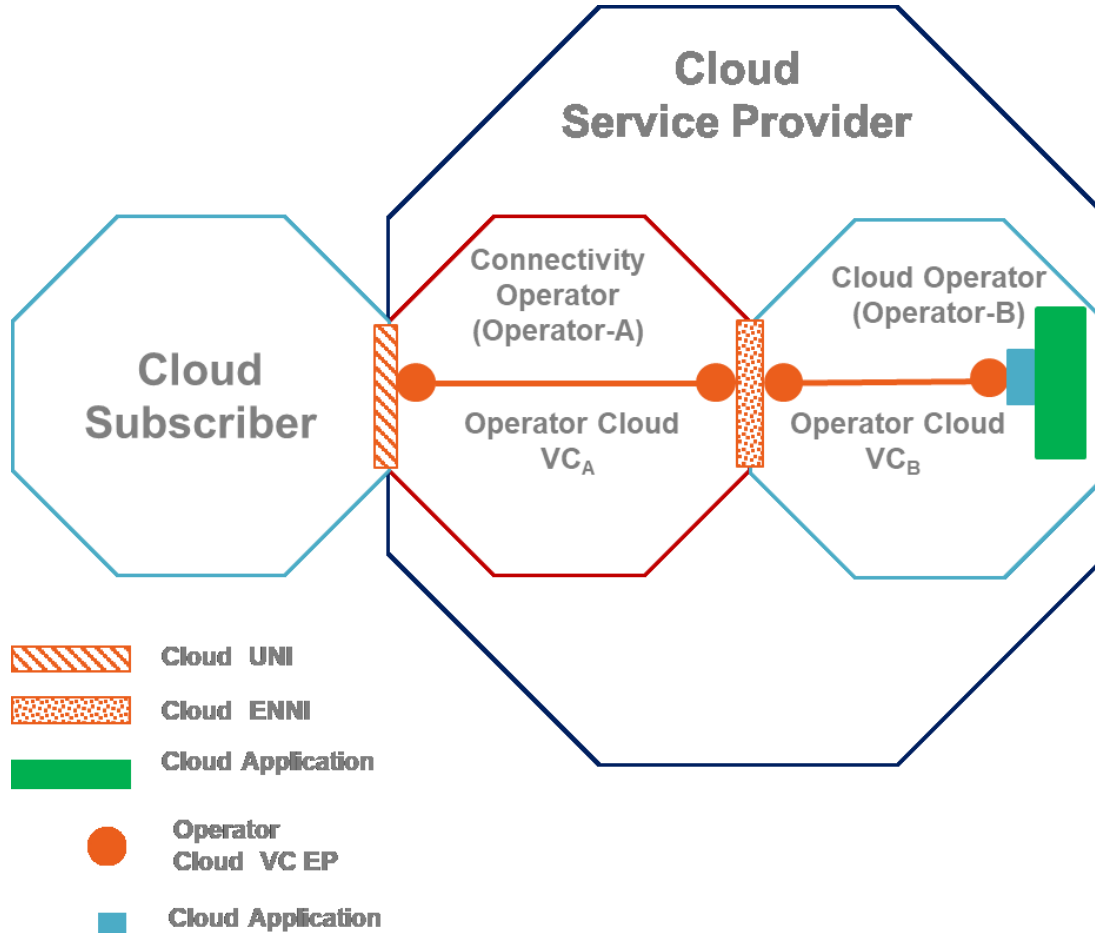 Cloud
Service Provider
Connectivity
Operator
(Operator-A)
Cloud Operator
(Operator-B)
Cloud
Subscriber
Operator Cloud
VCA
Operator Cloud
VCB
Cloud UNI
Cloud ENNI
Cloud Application
Operator
Cloud VC EP
Cloud Application